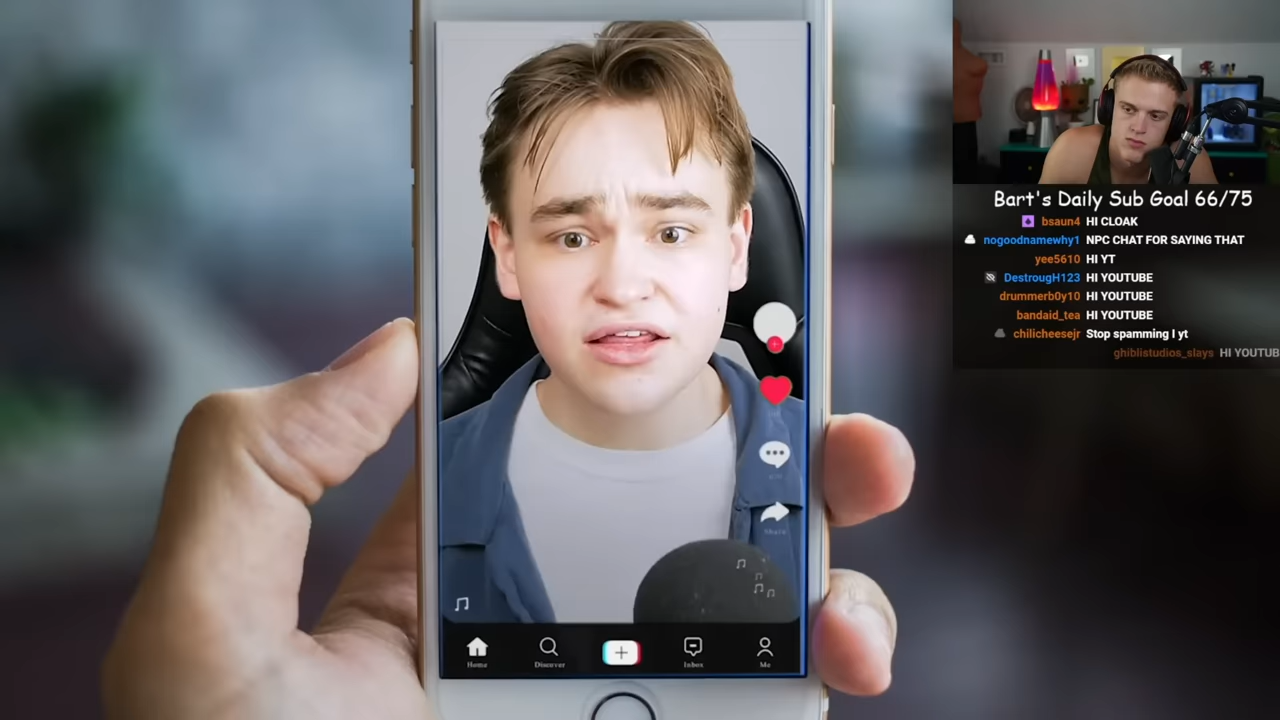 Bart's Daily Sub Goal 66/75
bsaun4 HI CLOAK
nogoodnamewhy1 NPC CHAT FOR SAYING THAT
yee5610 HI YT
DestrougH123 HI YOUTUBE
drummerb0y10 HI YOUTUBE
bandaid_tea HI YOUTUBE
chilicheesejr Stop spamming I yt
ghiblistudios_slays HI YOUTUB
Share
Home Discover Inbox Me